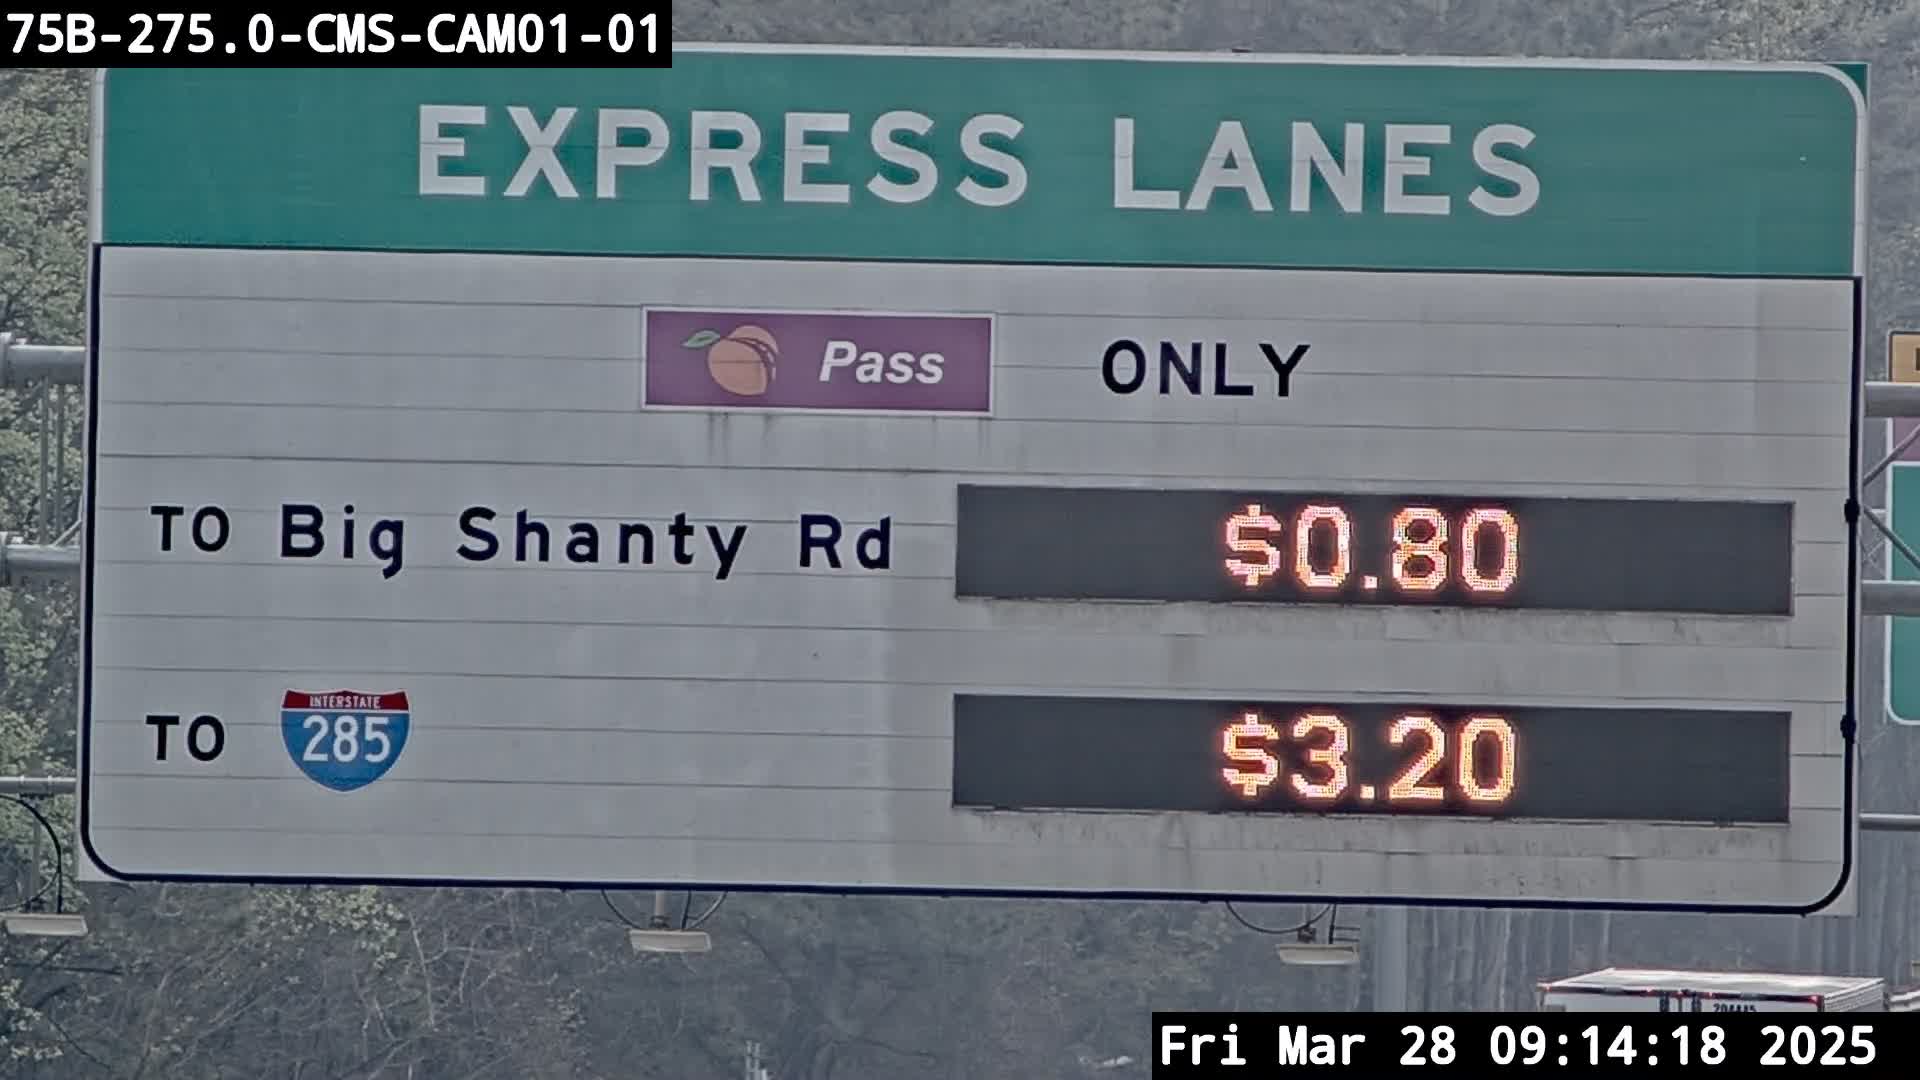 75B-275.0-CMS-CAM01-01
EXPRESS LANES
Pass ONLY
TO Big Shanty Rd $0.80
TO INTERSTATE 285 $3.20
Fri Mar 28 09:14:18 2025